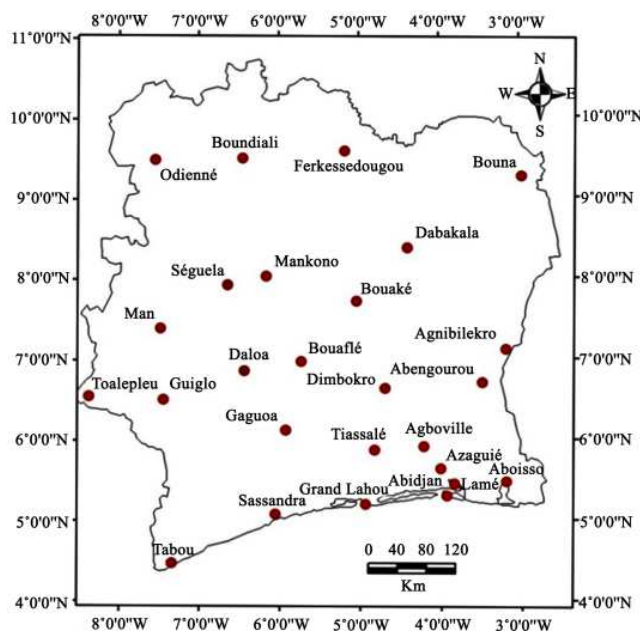 8°0'0"W 7°0'0"W 6°0'0"W 5°0'0"W 4°0'0"W 3°0'0"W
11°0'0"N
N
W E
S
10°0'0"N 10°0'0"N
Boundiali
Ferkessedougou
Odienné
Bouna
9°0'0"N 9°0'0"N
Dabakala
Séguela Mankono
8°0'0"N 8°0'0"N
Bouaké
Man
Agnibilekro
7°0'0"N 7°0'0"N
Daloa Bouaflé
Toalepleu Guiglo Dimbokro Abengourou
Gaguoa
6°0'0"N 6°0'0"N
Tiassalé Agboville
Azaguié
Aboisso
Abidjan Lamé
Sassandra Grand Lahou
5°0'0"N 5°0'0"N
Tabou
0 40 80 120
Km
4°0'0"N 4°0'0"N
8°0'0"W 7°0'0"W 6°0'0"W 5°0'0"W 4°0'0"W 3°0'0"W